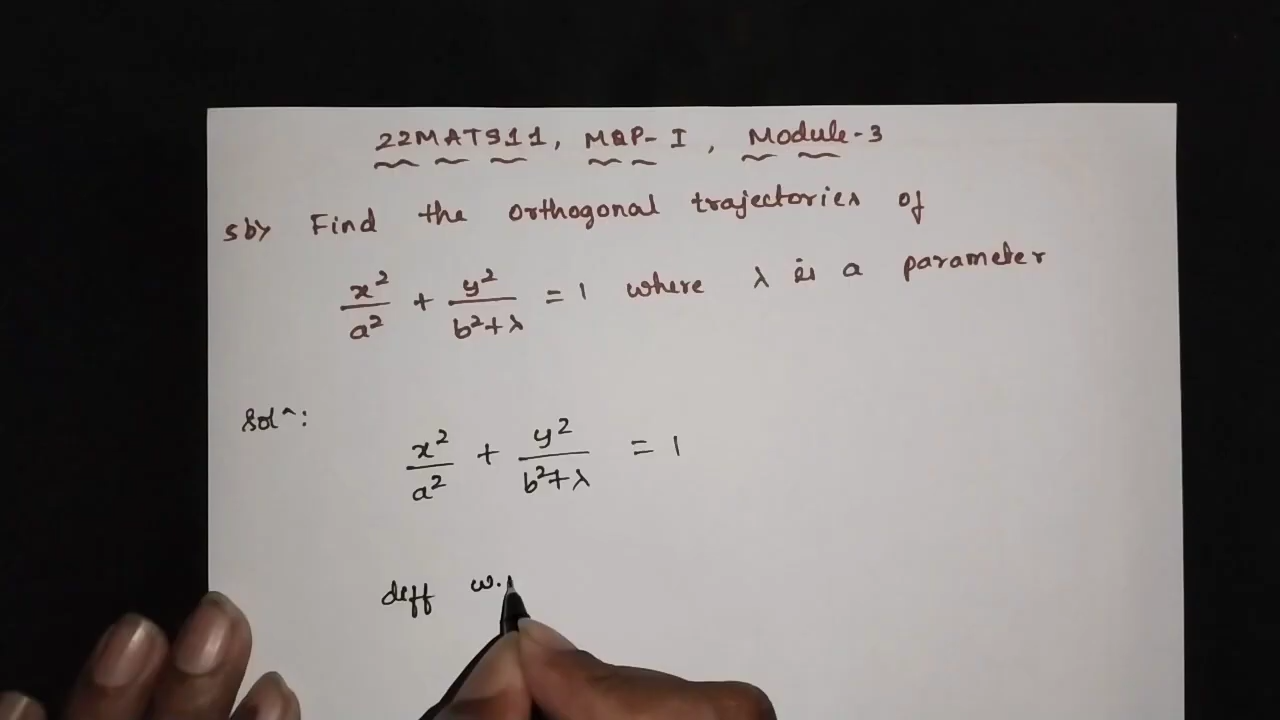 22MATS11, MQP-I, Module-3
5b> Find the orthogonal trajectories of
x²/a² + y²/(b²+λ) = 1 where λ is a parameter
Sol^:
x²/a² + y²/(b²+λ) = 1
diff w.